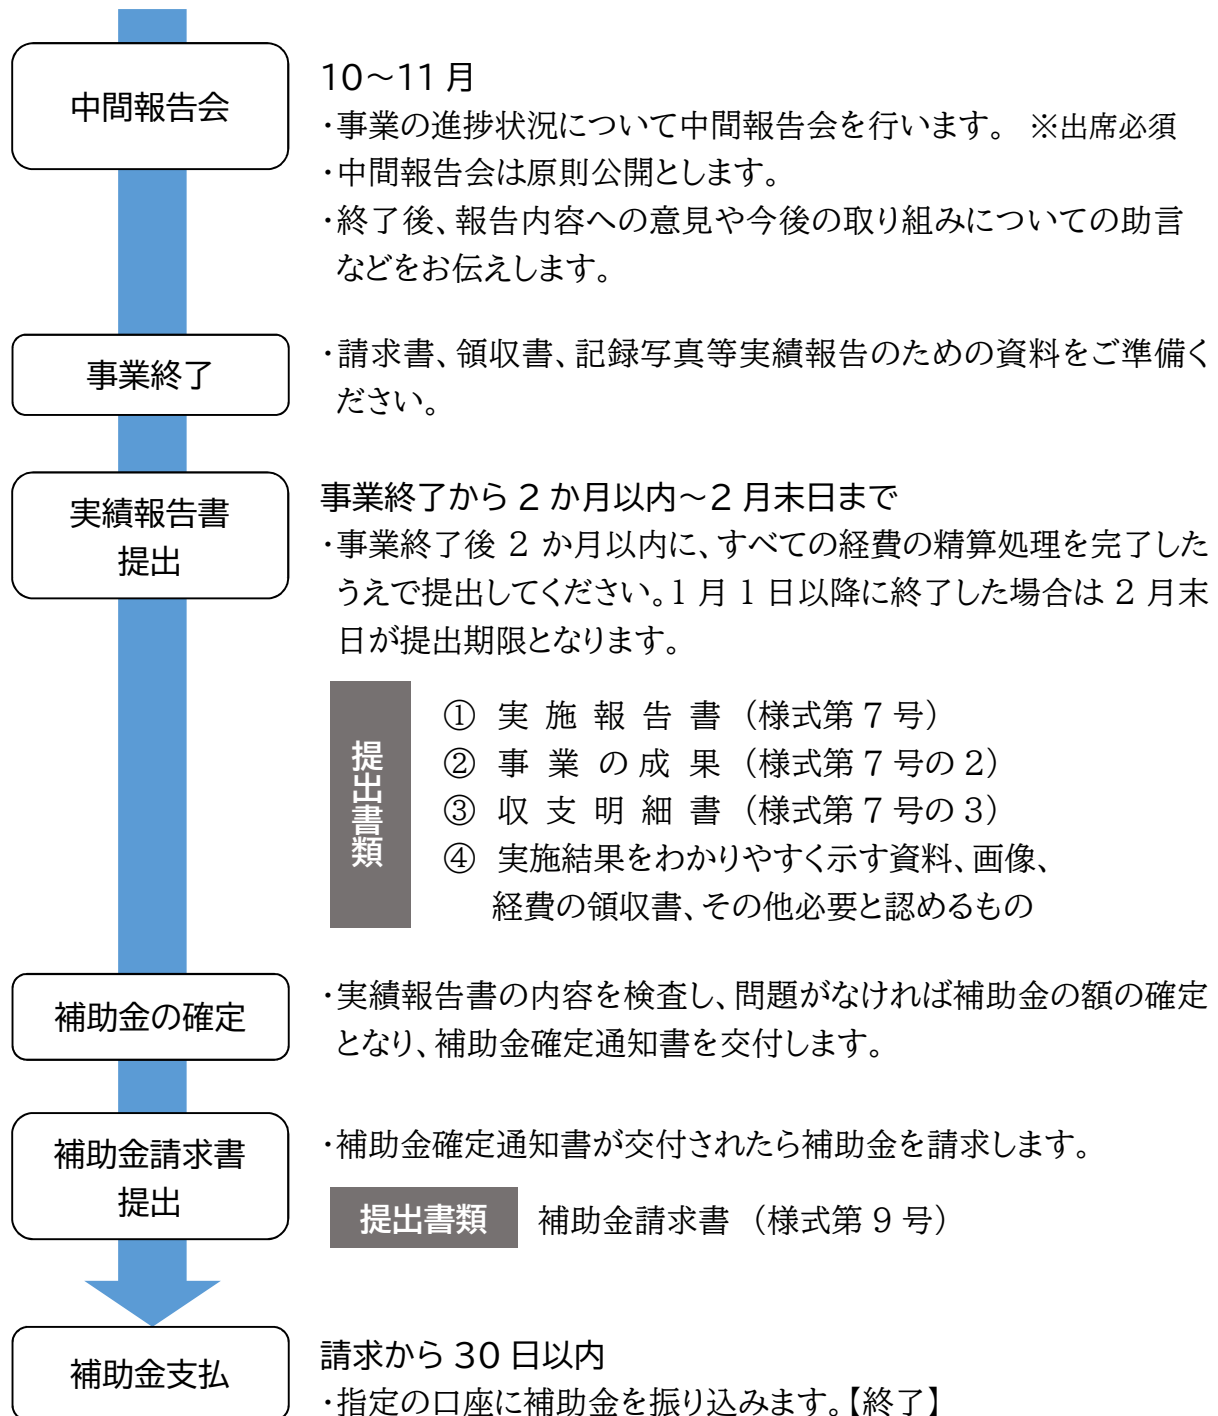 中間報告会
10～11月
・事業の進捗状況について中間報告会を行います。 ※出席必須
・中間報告会は原則公開とします。
・終了後、報告内容への意見や今後の取り組みについての助言
などをお伝えします。
事業終了
・請求書、領収書、記録写真等実績報告のための資料をご準備く
ださい。
実績報告書
提出
事業終了から2か月以内～2月末日まで
・事業終了後2か月以内に、すべての経費の精算処理を完了した
うえで提出してください。1月1日以降に終了した場合は2月末
日が提出期限となります。
提出書類
① 実施報告書（様式第7号）
② 事業の成果（様式第7号の2）
③ 収支明細書（様式第7号の3）
④ 実施結果をわかりやすく示す資料、画像、
経費の領収書、その他必要と認めるもの
補助金の確定
・実績報告書の内容を検査し、問題がなければ補助金の額の確定
となり、補助金確定通知書を交付します。
補助金請求書
提出
・補助金確定通知書が交付されたら補助金を請求します。
提出書類 補助金請求書（様式第9号）
補助金支払
請求から30日以内
・指定の口座に補助金を振り込みます。【終了】